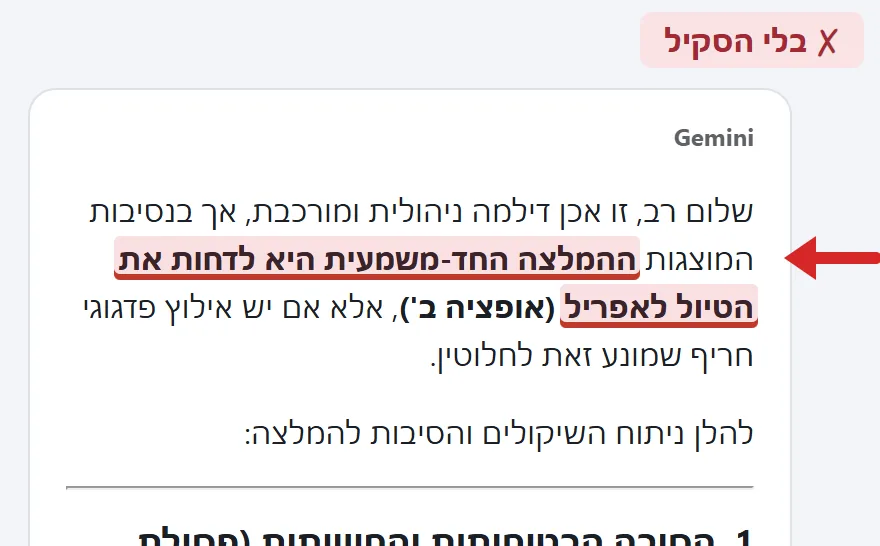 ✗ בלי הסקיל
Gemini
שלום רב, זו אכן דילמה ניהולית ומורכבת, אך בנסיבות
המוצגות ההמלצה החד-משמעית היא לדחות את
הטיול לאפריל (אופציה ב'), אלא אם יש אילוץ פדגוגי
חריף שמונע זאת לחלוטין.
להלן ניתוח השיקולים והסיבות להמלצה:
1.